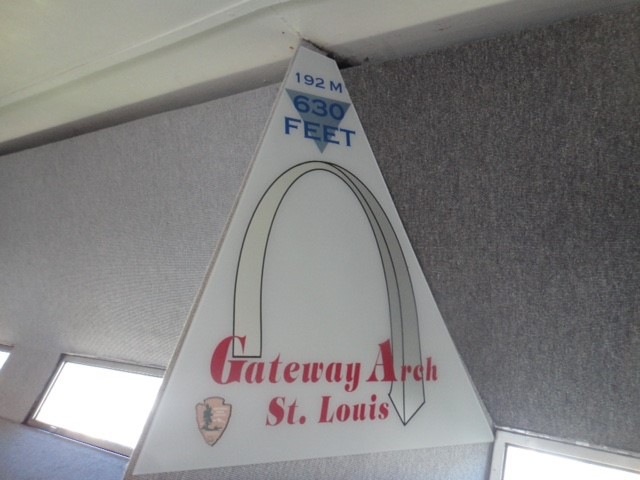 192 M
630
FEET
Gateway Arch
St. Louis